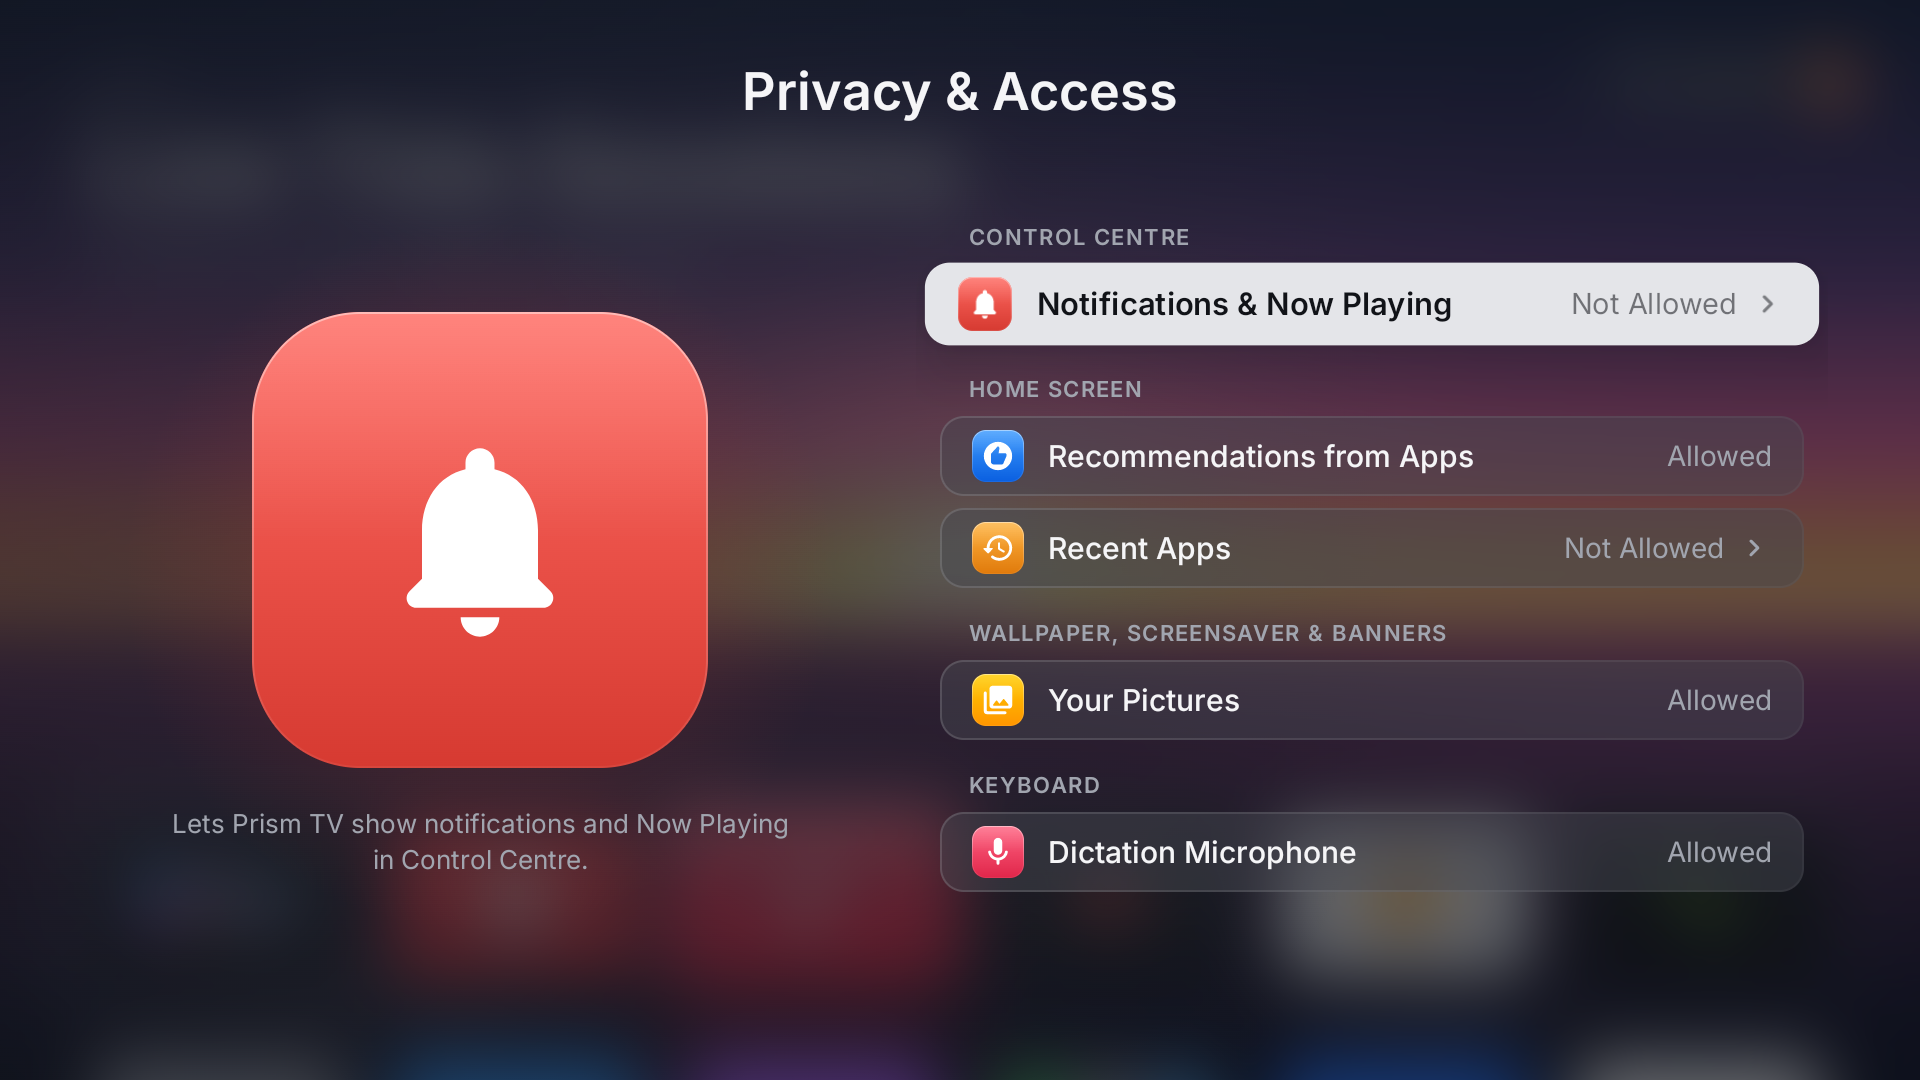 Privacy & Access
CONTROL CENTRE
Notifications & Now Playing Not Allowed
HOME SCREEN
Recommendations from Apps Allowed
Recent Apps Not Allowed
WALLPAPER, SCREENSAVER & BANNERS
Your Pictures Allowed
KEYBOARD
Dictation Microphone Allowed
Lets Prism TV show notifications and Now Playing
in Control Centre.